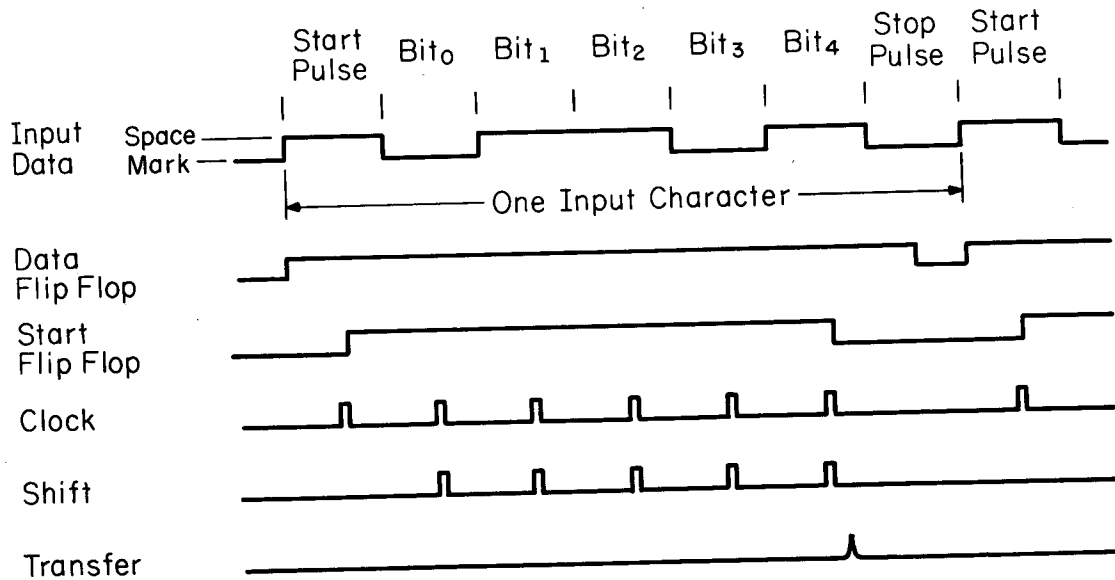 Start Pulse
Bit₀
Bit₁
Bit₂
Bit₃
Bit₄
Stop Pulse
Start Pulse
Input Data
Space
Mark
One Input Character
Data Flip Flop
Start Flip Flop
Clock
Shift
Transfer